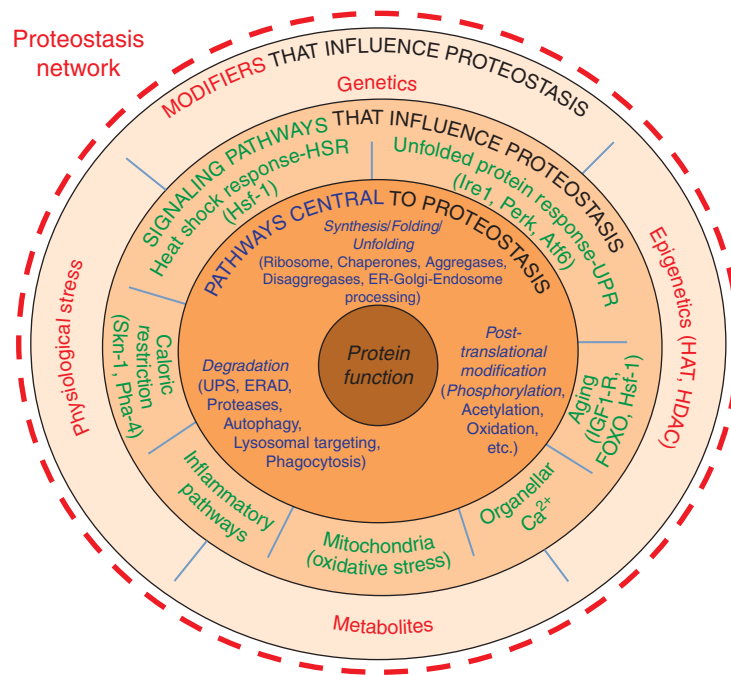 Proteostasis
network
MODIFIERS THAT INFLUENCE PROTEOSTASIS
Genetics
Epigenetics (HAT, HDAC)
Metabolites
Physiological stress
SIGNALING PATHWAYS THAT INFLUENCE PROTEOSTASIS
Heat shock response-HSR
(Hsf-1)
Unfolded protein response-UPR
(Ire1, Perk, Atf6)
Aging
(IGF1-R,
FOXO, Hsf-1)
Organellar
Ca²⁺
Mitochondria
(oxidative stress)
Inflammatory
pathways
Caloric
restriction
(Skn-1, Pha-4)
PATHWAYS CENTRAL TO PROTEOSTASIS
Synthesis/Folding/
Unfolding
(Ribosome, Chaperones, Aggregases,
Disaggregases, ER-Golgi-Endosome
processing)
Post-
translational
modification
(Phosphorylation,
Acetylation,
Oxidation,
etc.)
Degradation
(UPS, ERAD,
Proteases,
Autophagy,
Lysosomal targeting,
Phagocytosis)
Protein
function